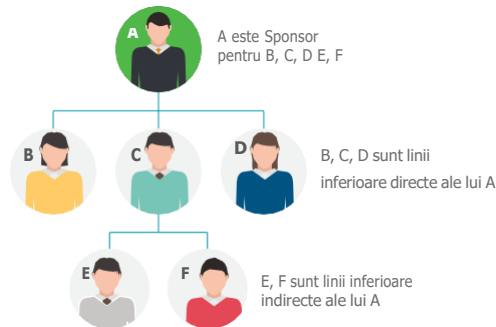 A
A este Sponsor
pentru B, C, D E, F
B
C
D
B, C, D sunt linii
inferioare directe ale lui A
E
F
E, F sunt linii inferioare
indirecte ale lui A